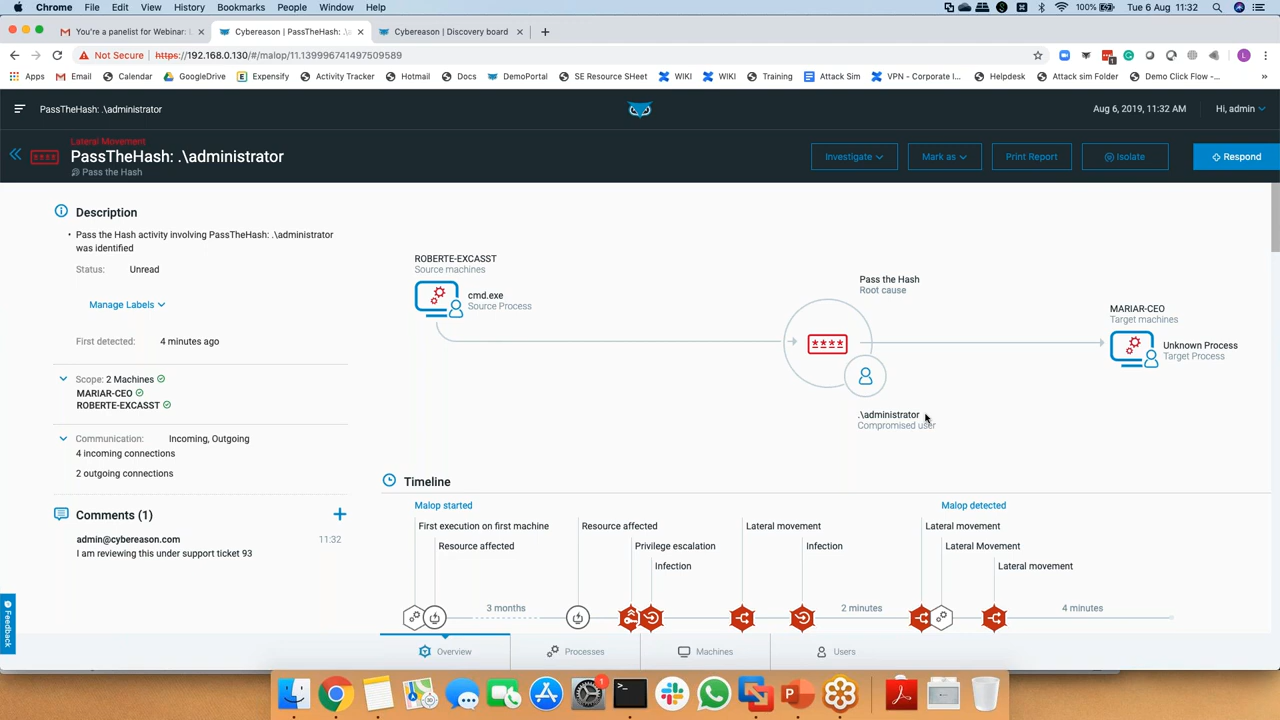 Chrome File Edit View History Bookmarks People Window Help 100% Tue 6 Aug 11:32
You're a panelist for Webinar: Cybereason | PassTheHash: .\a Cybereason | Discovery board
Not Secure https://192.168.0.130/#/malop/11.1399967414975095​89
Apps Email Calendar GoogleDrive Expensify Activity Tracker Hotmail Docs DemoPortal SE Resource SHeet WIKI WIKI Training Attack Sim VPN - Corporate I... Helpdesk Attack sim Folder Demo Click Flow -...
PassTheHash: .\administrator Aug 6, 2019, 11:32 AM Hi, admin
Lateral Movement
PassTheHash: .\administrator
Pass the Hash
Investigate Mark as Print Report Isolate Respond
Description
Pass the Hash activity involving PassTheHash: .\administrator
was identified
Status: Unread
Manage Labels
First detected: 4 minutes ago
Scope: 2 Machines
MARIAR-CEO
ROBERTE-EXCASST
Communication: Incoming, Outgoing
4 incoming connections
2 outgoing connections
Comments (1)
admin@cybereason.com 11:32
I am reviewing this under support ticket 93
ROBERTE-EXCASST
Source machines
cmd.exe
Source Process
Pass the Hash
Root cause
****
.\administrator
Compromised user
MARIAR-CEO
Target machines
Unknown Process
Target Process
Timeline
Malop started Malop detected
First execution on first machine Resource affected Lateral movement Lateral movement
Resource affected Privilege escalation Infection Lateral Movement
Infection Lateral movement
3 months 2 minutes 4 minutes
Feedback
Overview Processes Machines Users